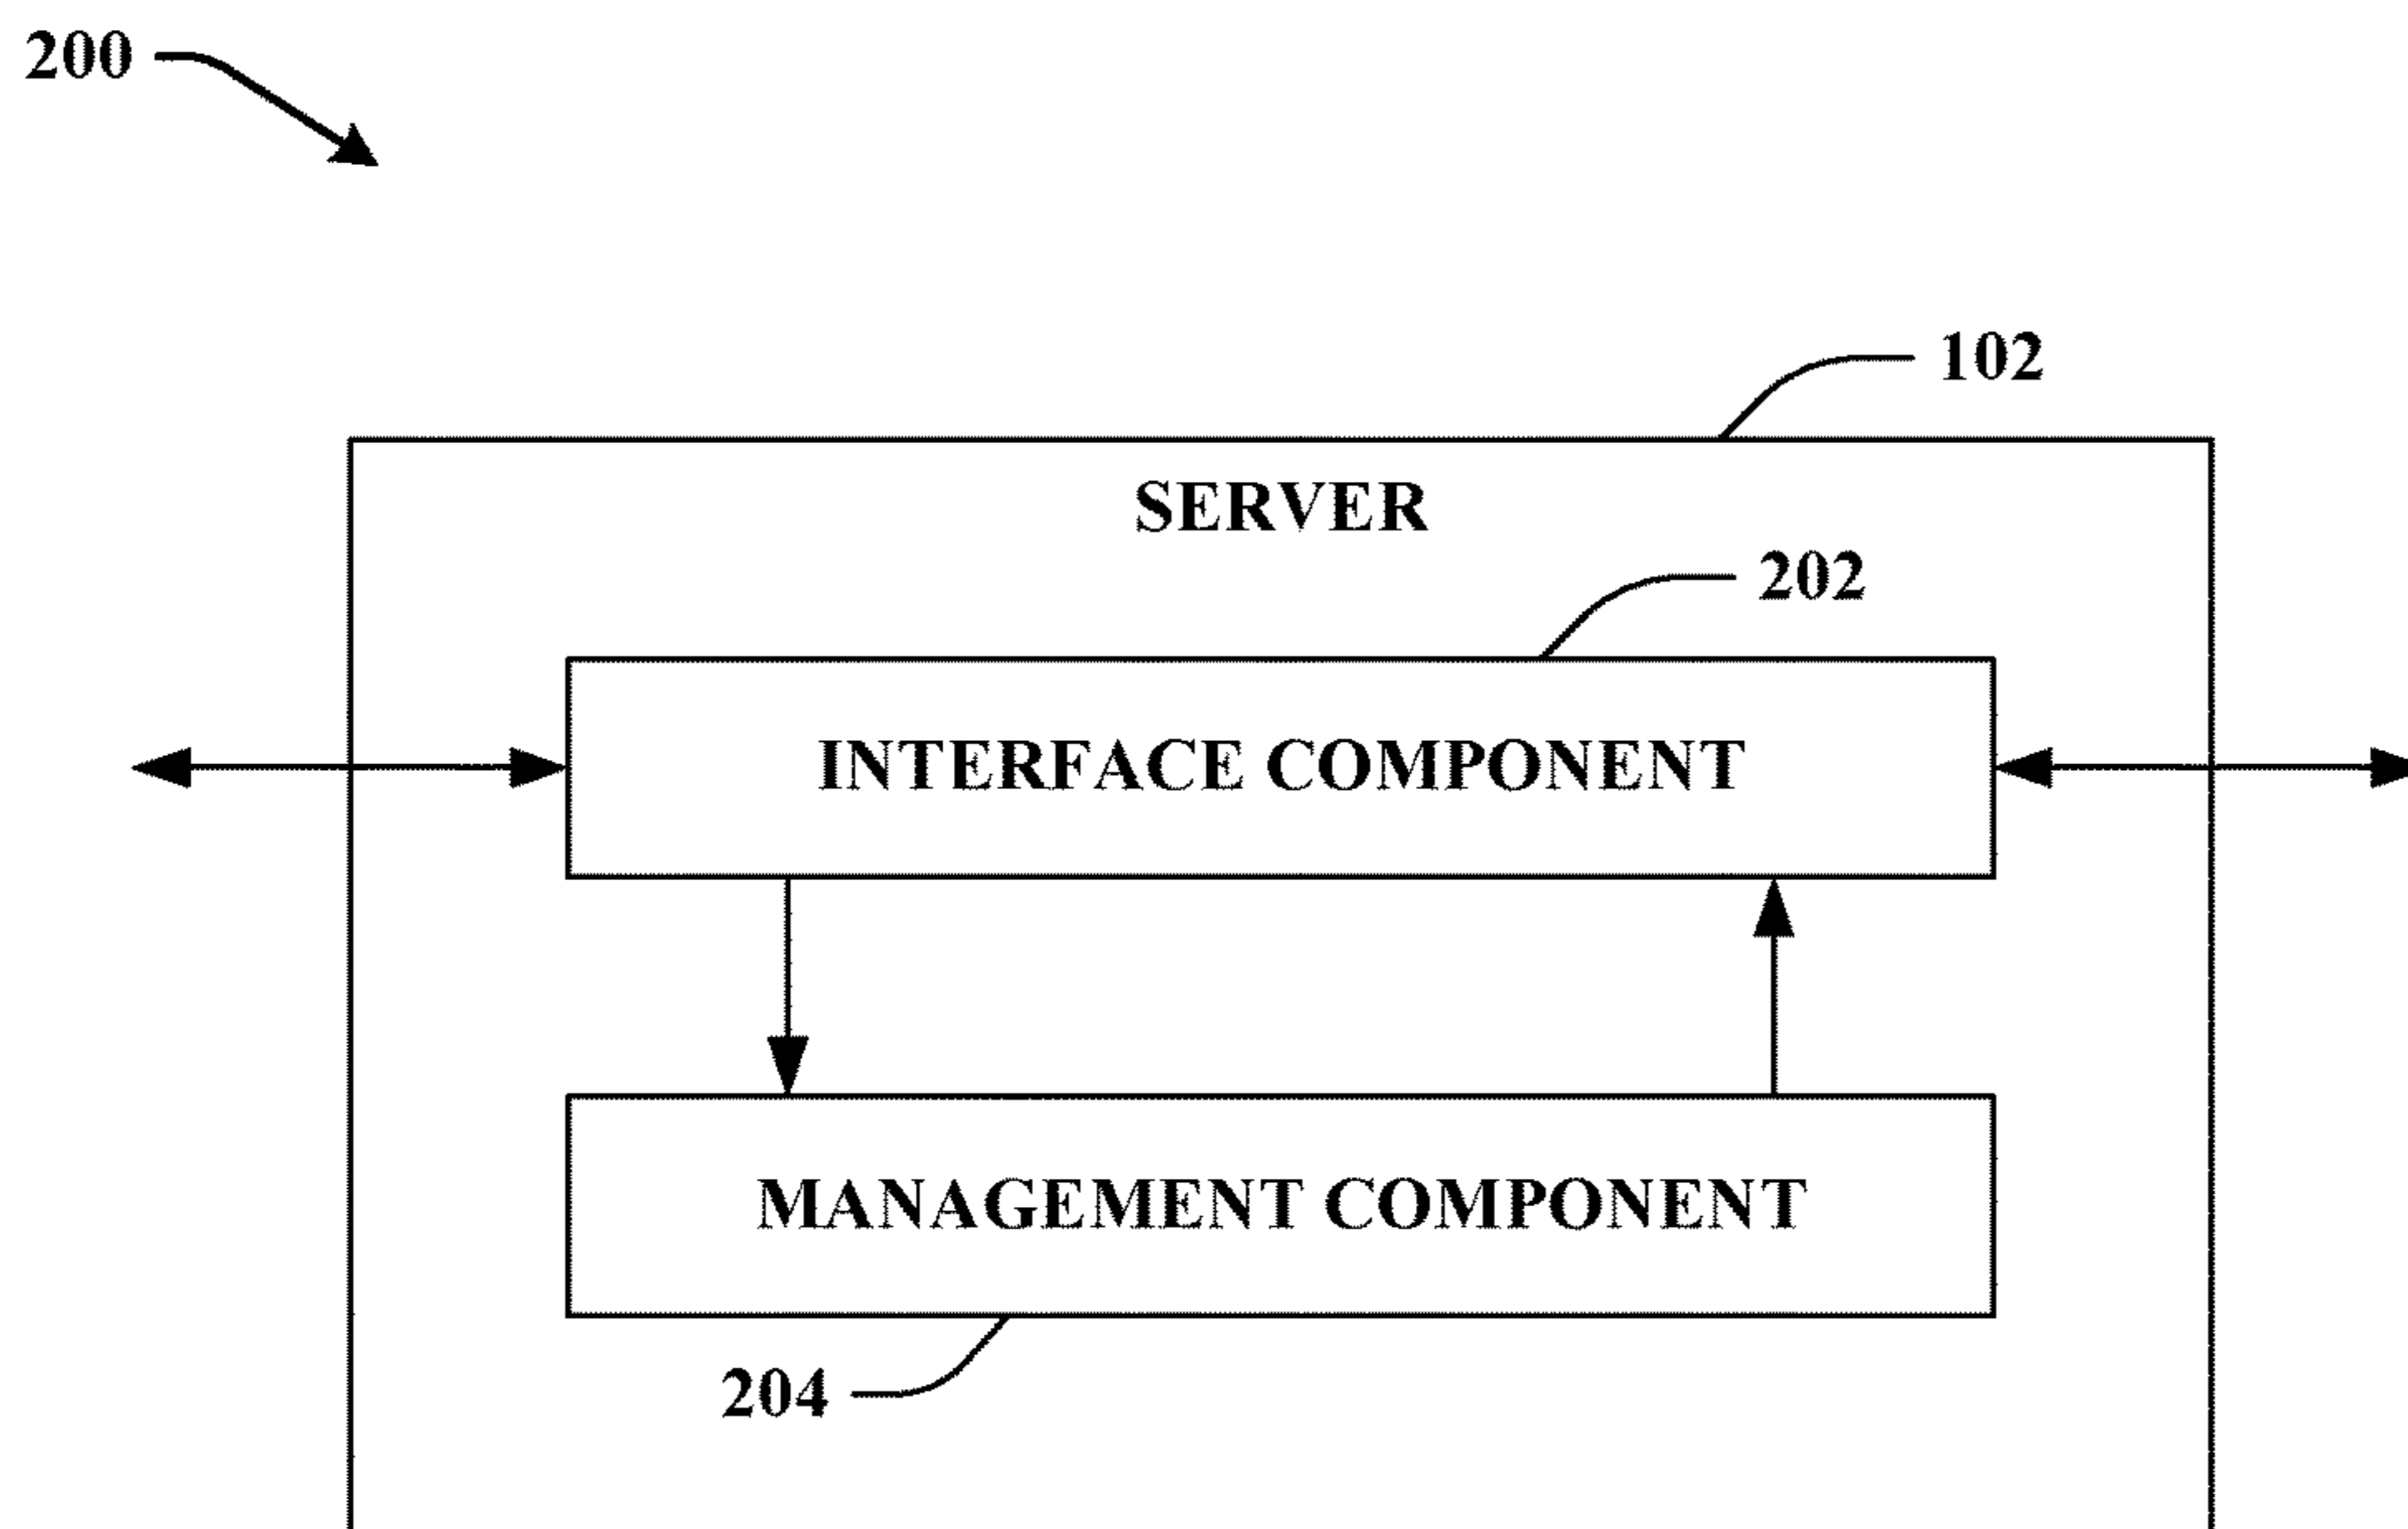 200
102
SERVER
202
INTERFACE COMPONENT
MANAGEMENT COMPONENT
204